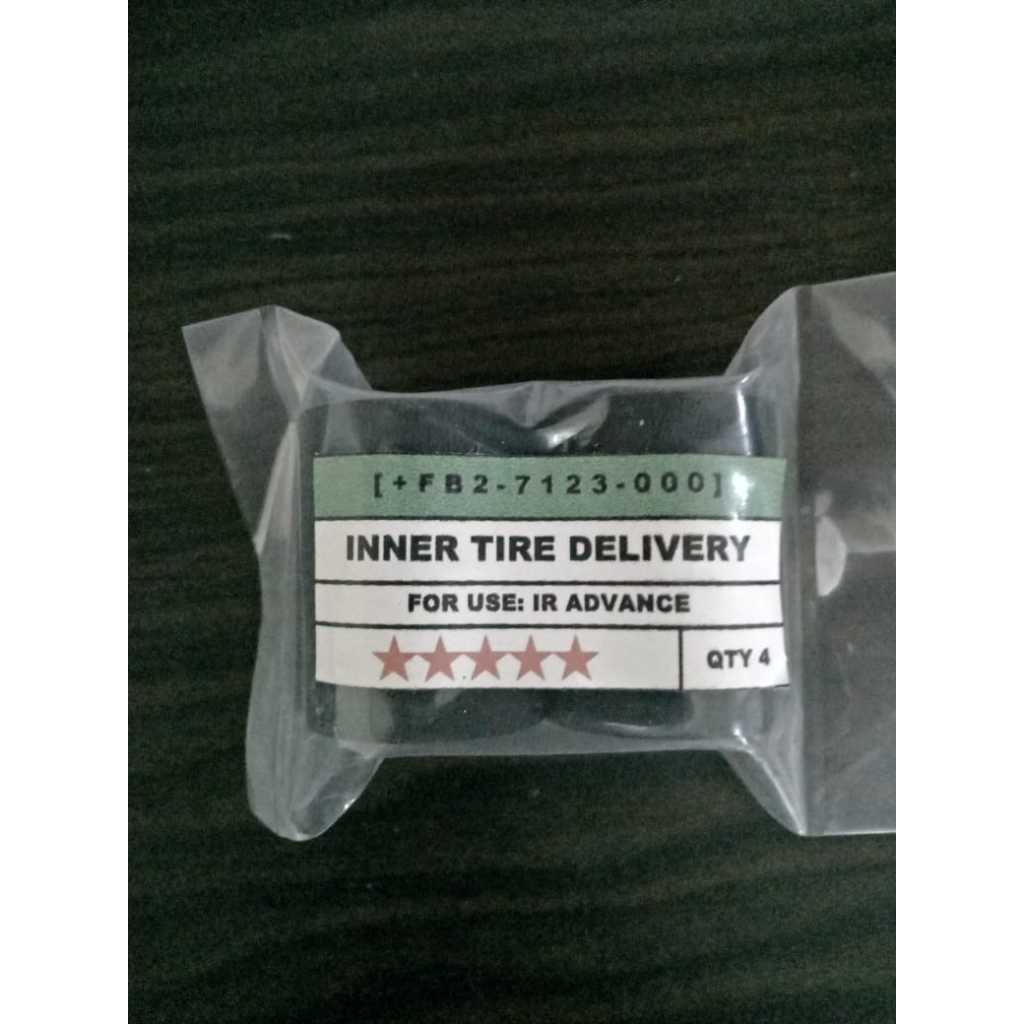 [+FB2-7123-000]
INNER TIRE DELIVERY
FOR USE: IR ADVANCE
QTY 4